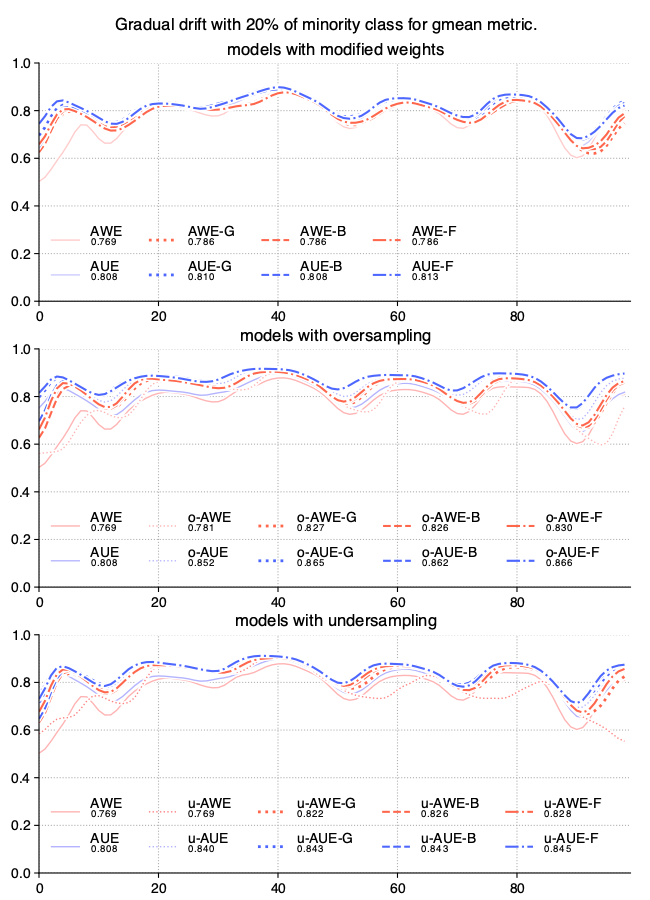 Gradual drift with 20% of minority class for gmean metric.
models with modified weights
1.0
0.8
0.6
0.4
AWE AWE-G AWE-B AWE-F
0.769 0.786 0.786 0.786
0.2
AUE AUE-G AUE-B AUE-F
0.808 0.810 0.808 0.813
0.0
0 20 40 60 80
models with oversampling
1.0
0.8
0.6
0.4
AWE o-AWE o-AWE-G o-AWE-B o-AWE-F
0.769 0.781 0.827 0.826 0.830
0.2
AUE o-AUE o-AUE-G o-AUE-B o-AUE-F
0.808 0.852 0.865 0.862 0.866
0.0
0 20 40 60 80
models with undersampling
1.0
0.8
0.6
0.4
AWE u-AWE u-AWE-G u-AWE-B u-AWE-F
0.769 0.769 0.822 0.826 0.828
0.2
AUE u-AUE u-AUE-G u-AUE-B u-AUE-F
0.808 0.840 0.843 0.843 0.845
0.0
0 20 40 60 80